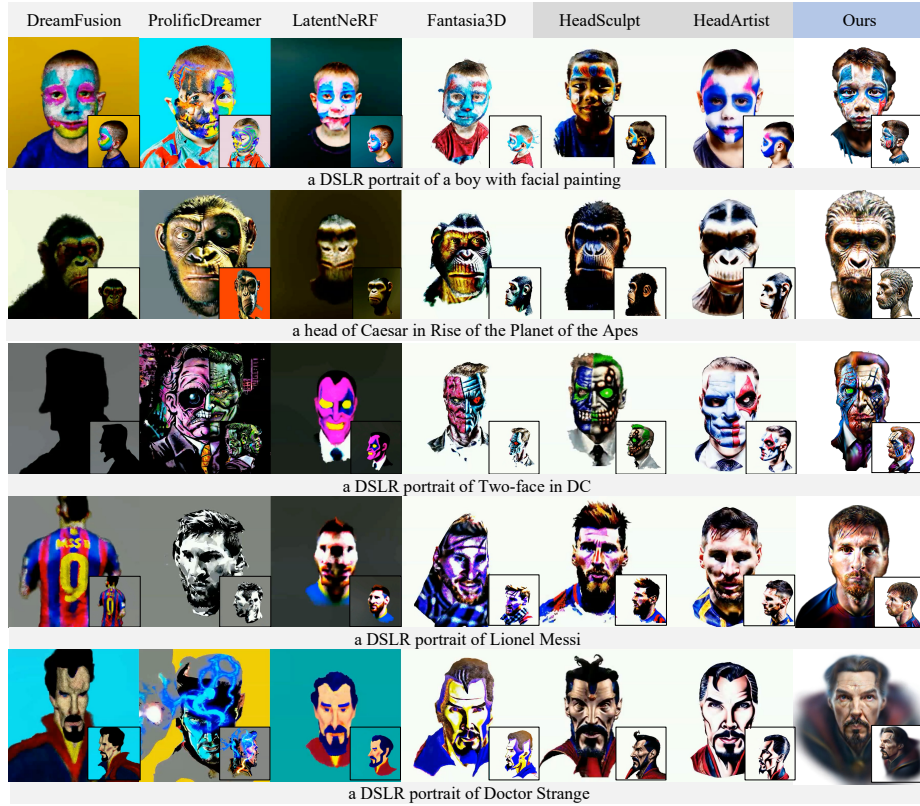 DreamFusion ProlificDreamer LatentNeRF Fantasia3D HeadSculpt HeadArtist Ours
a DSLR portrait of a boy with facial painting
a head of Caesar in Rise of the Planet of the Apes
a DSLR portrait of Two-face in DC
0
a DSLR portrait of Lionel Messi
a DSLR portrait of Doctor Strange